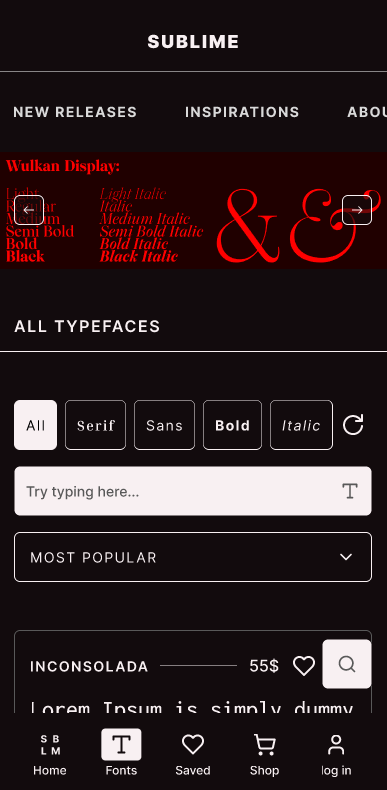 SUBLIME
NEW RELEASES INSPIRATIONS ABOU
Wulkan Display:
Light Light Italic
Regular Italic
Medium Medium Italic
Semi Bold Semi Bold Italic
Bold Bold Italic
Black Black Italic
& &
ALL TYPEFACES
All Serif Sans Bold Italic
Try typing here... T
MOST POPULAR
INCONSOLADA 55$
Lorem Ipsum is simply dummy
S B
L M T
Home Fonts Saved Shop log in